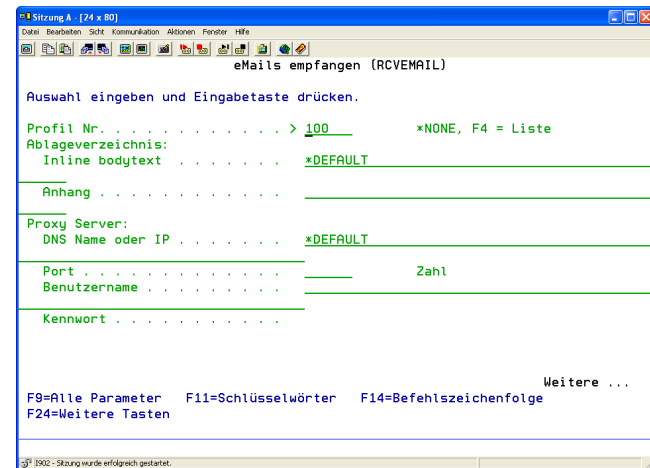 Sitzung A - [24 x 80]
Datei Bearbeiten Sicht Kommunikation Aktionen Fenster Hilfe
eMails empfangen (RCVEMAIL)
Auswahl eingeben und Eingabetaste drücken.
Profil Nr. . . . . . . . . . . . . > 100 *NONE, F4 = Liste
Ablageverzeichnis:
Inline bodytext . . . . . . . *DEFAULT
Anhang . . . . . . . . . . . .
Proxy Server:
DNS Name oder IP . . . . . . . *DEFAULT
Port . . . . . . . . . . . . . Zahl
Benutzername . . . . . . . . .
Kennwort . . . . . . . . . . .
Weitere ...
F9=Alle Parameter F11=Schlüsselwörter F14=Befehlszeichenfolge
F24=Weitere Tasten
I902 - Sitzung wurde erfolgreich gestartet.